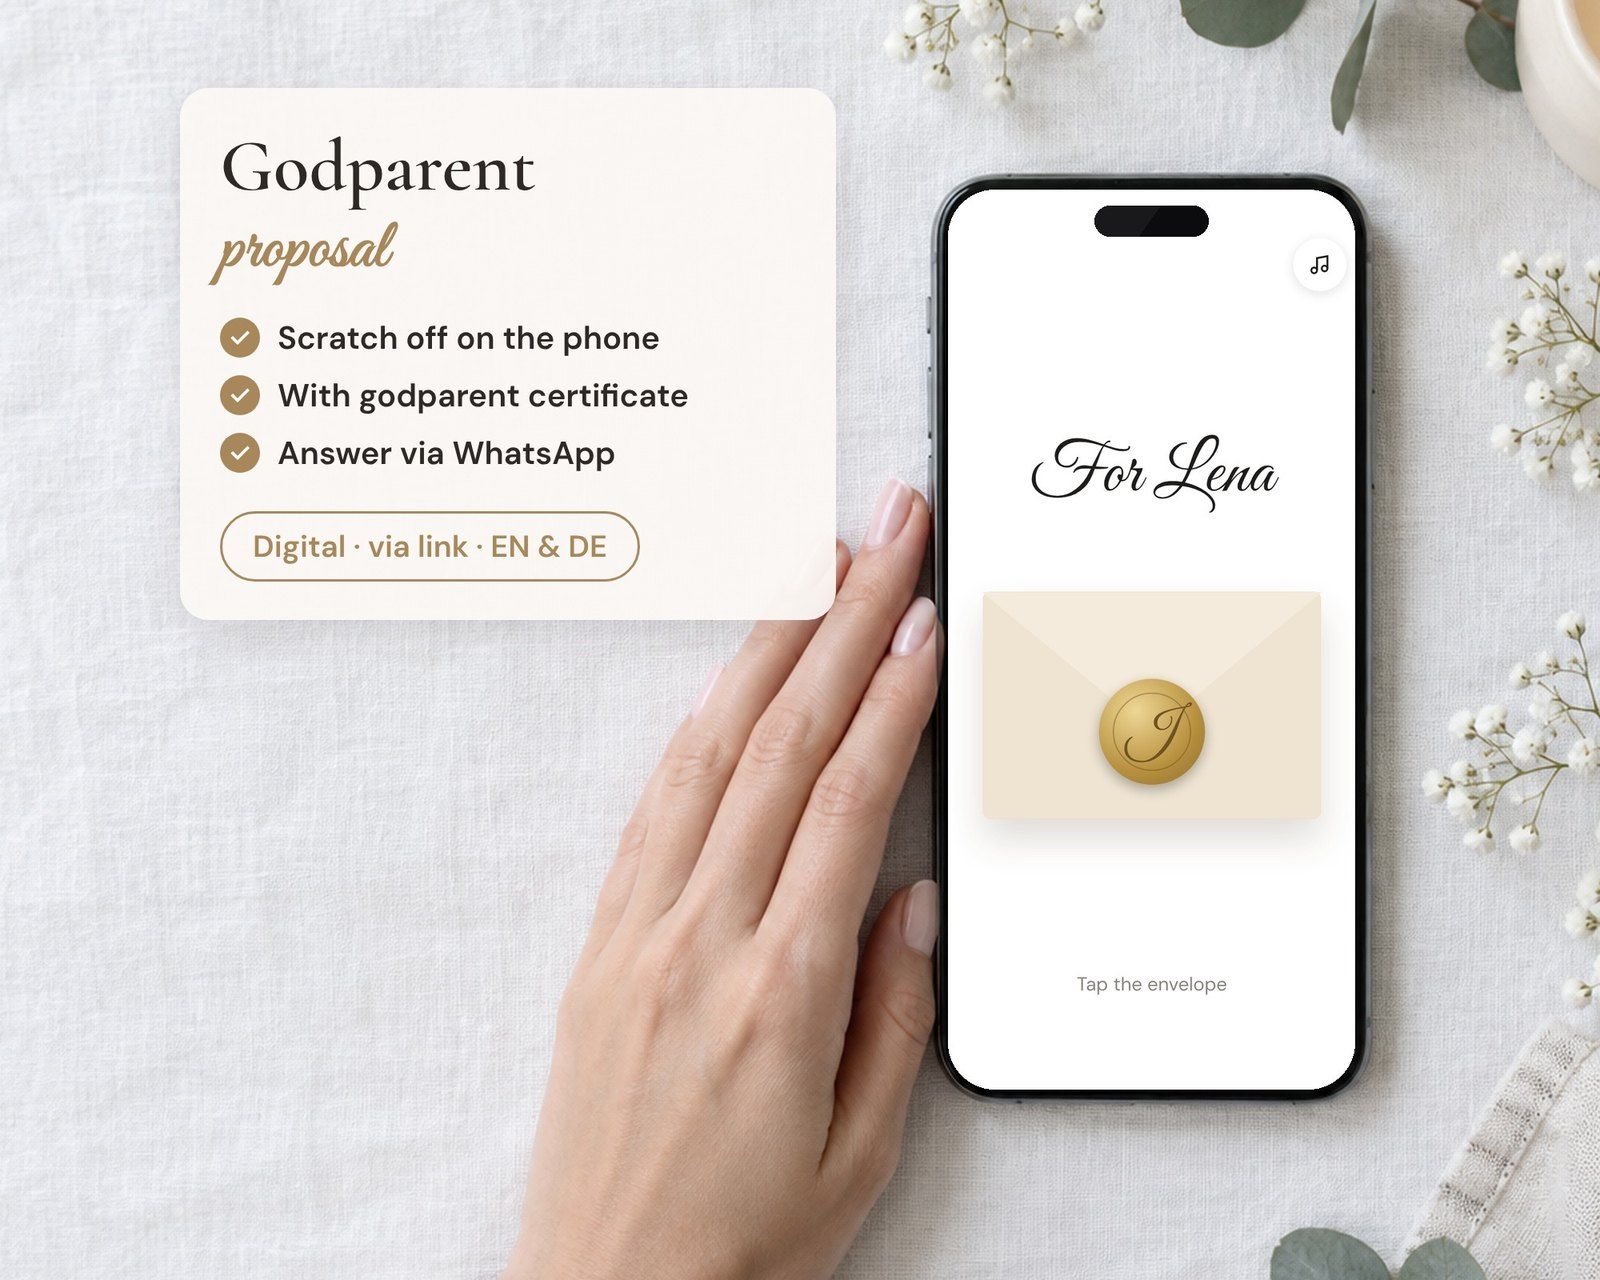 Godparent
proposal
Scratch off on the phone
With godparent certificate
Answer via WhatsApp
Digital · via link · EN & DE
For Lena
J
Tap the envelope